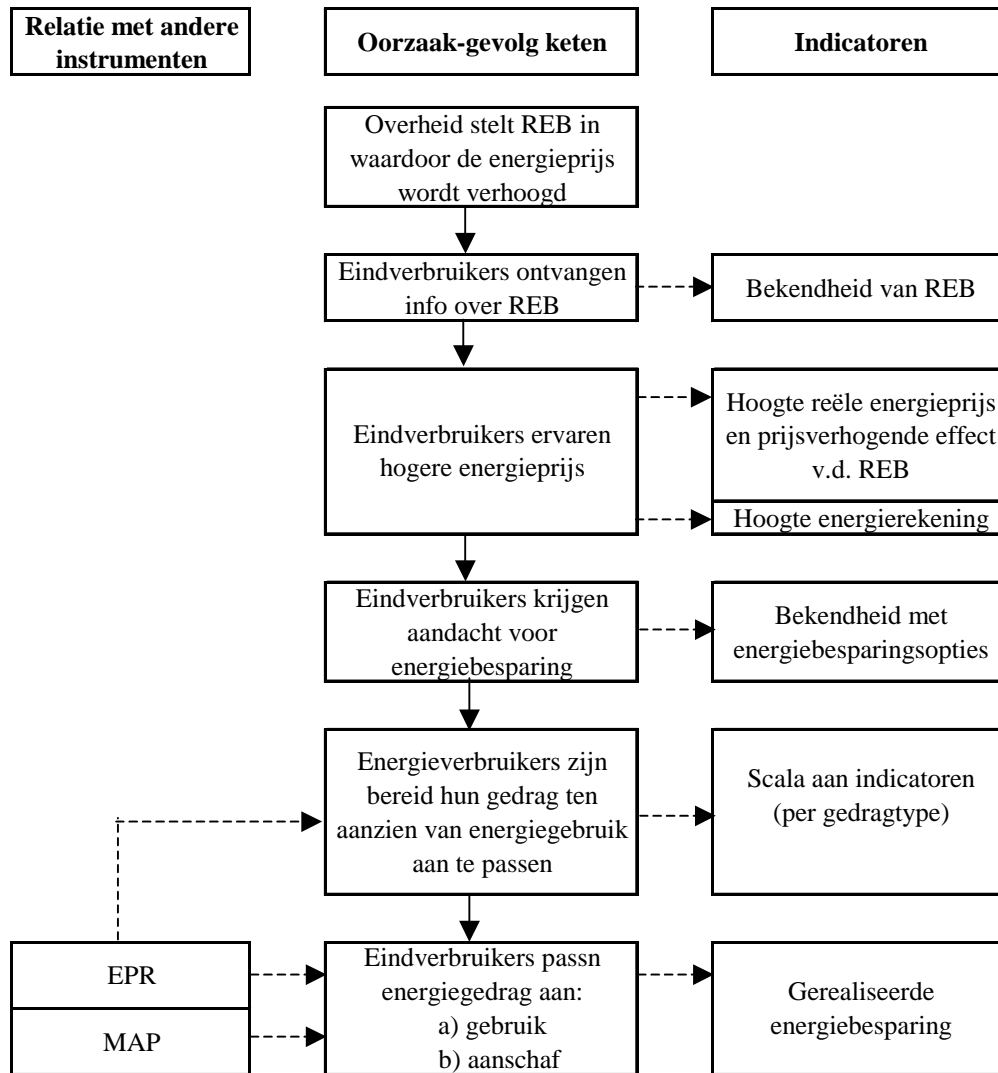 Relatie met andere
instrumenten
Oorzaak-gevolg keten
Indicatoren
Overheid stelt REB in
waardoor de energieprijs
wordt verhoogd
Eindverbruikers ontvangen
info over REB
Bekendheid van REB
Eindverbruikers ervaren
hogere energieprijs
Hoogte reële energieprijs
en prijsverhogende effect
v.d. REB
Hoogte energierekening
Eindverbruikers krijgen
aandacht voor
energiebesparing
Bekendheid met
energiebesparingsopties
Energieverbruikers zijn
bereid hun gedrag ten
aanzien van energiegebruik
aan te passen
Scala aan indicatoren
(per gedragtype)
EPR
MAP
Eindverbruikers passn
energiegedrag aan:
a) gebruik
b) aanschaf
Gerealiseerde
energiebesparing